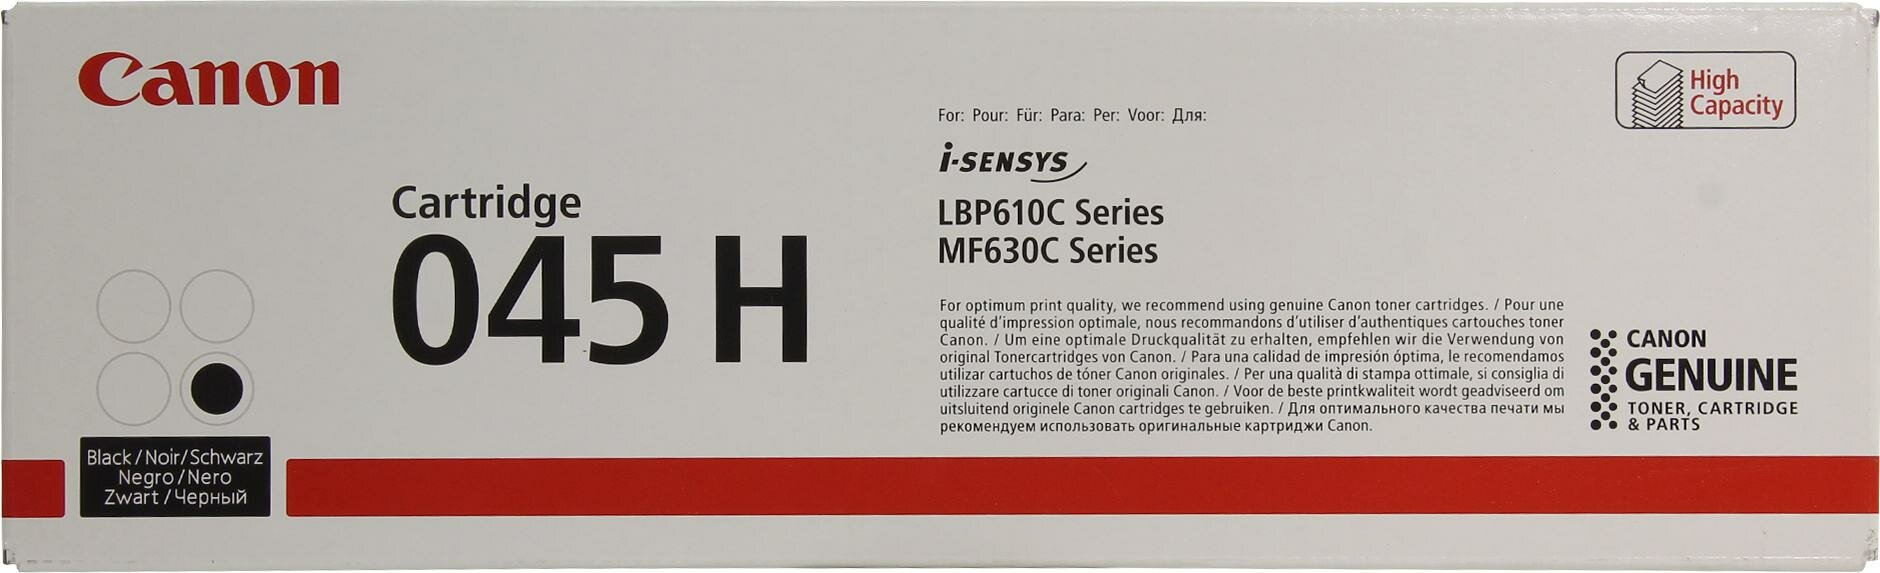 Canon
High
Capacity
For: Pour: Für: Para: Per: Voor: Для:
i-SENSYS
Cartridge
045 H
LBP610C Series
MF630C Series
For optimum print quality, we recommend using genuine Canon toner cartridges. / Pour une
qualité d'impression optimale, nous recommandons d'utiliser d'authentiques cartouches toner
Canon. / Um eine optimale Druckqualität zu erhalten, empfehlen wir die Verwendung von
original Tonercartridges von Canon. / Para una calidad de impresión óptima, le recomendamos
utilizar cartuchos de tóner Canon originales. / Per una qualità di stampa ottimale, si consiglia di
utilizzare cartucce di toner originali Canon. / Voor de beste printkwaliteit wordt geadviseerd om
uitsluitend originele Canon cartridges te gebruiken. / Для оптимального качества печати мы
рекомендуем использовать оригинальные картриджи Canon.
CANON
GENUINE
TONER, CARTRIDGE
& PARTS
Black / Noir / Schwarz
Negro / Nero
Zwart / Черный